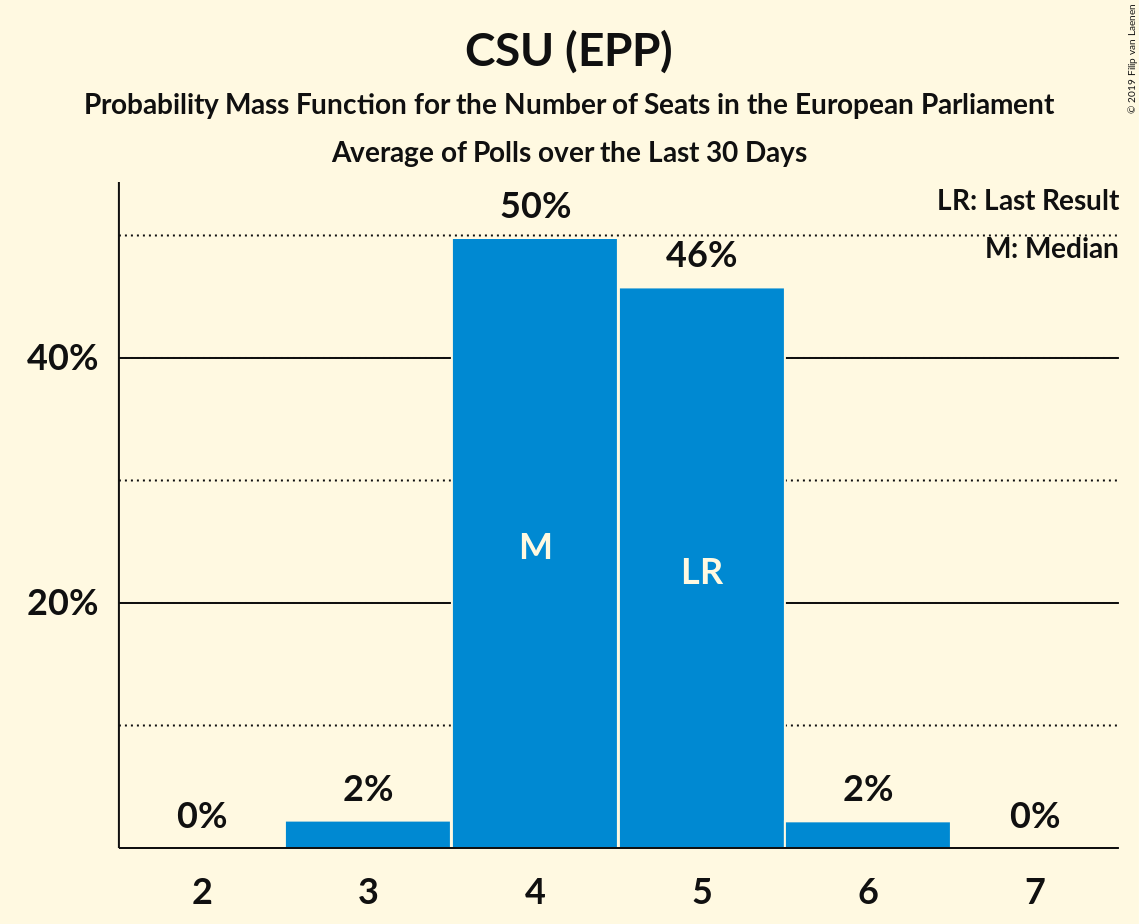 CSU (EPP)
Probability Mass Function for the Number of Seats in the European Parliament
Average of Polls over the Last 30 Days
© 2019 Filip van Laenen
LR: Last Result
M: Median
50%
46%
40%
M
LR
20%
2%
2%
0%
0%
2 3 4 5 6 7